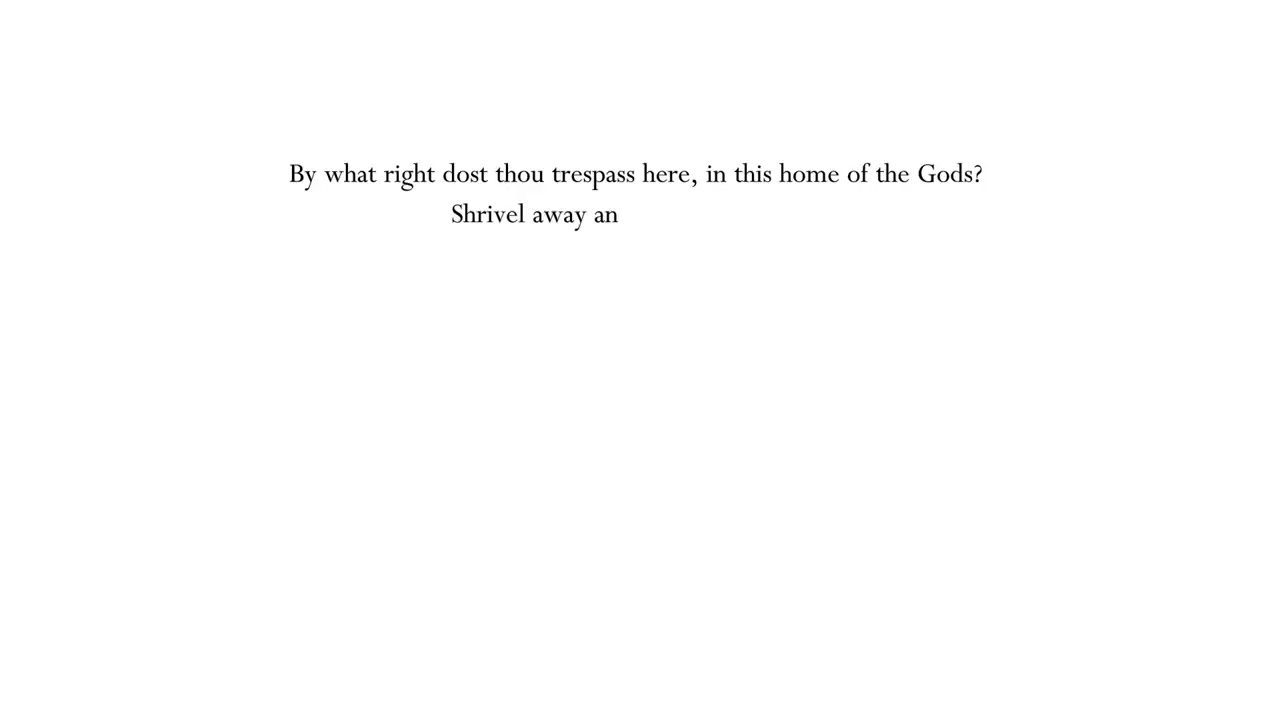 By what right dost thou trespass here, in this home of the Gods?
Shrivel away an